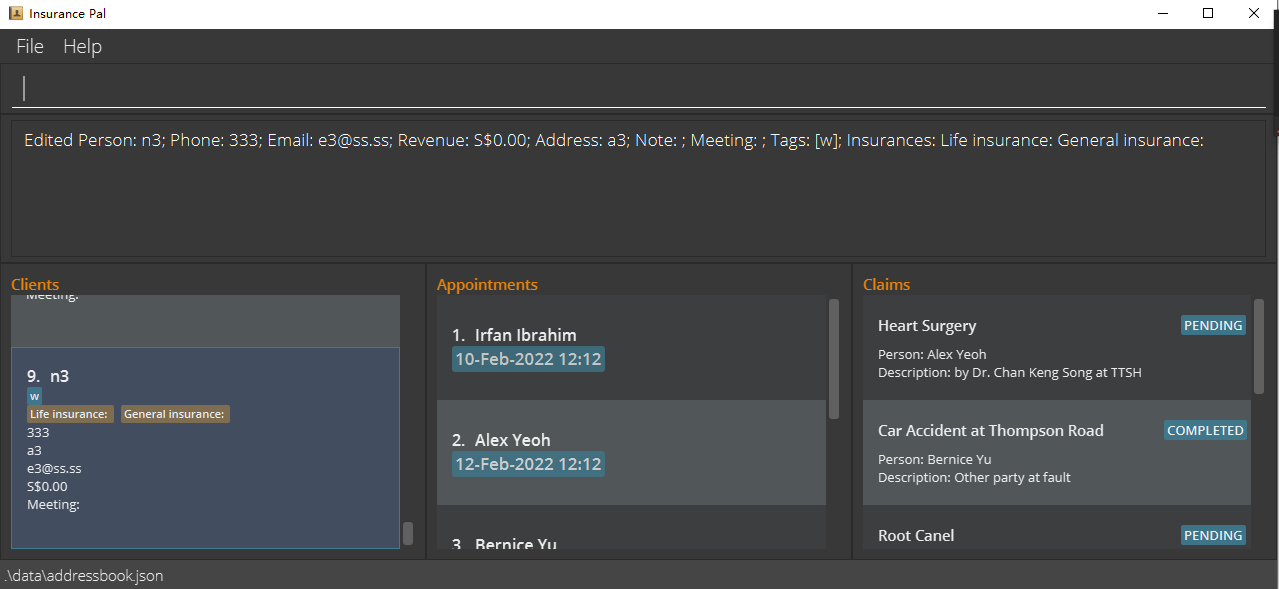 Insurance Pal
File Help
Edited Person: n3; Phone: 333; Email: e3@ss.ss; Revenue: S$0.00; Address: a3; Note: ; Meeting: ; Tags: [w]; Insurances: Life insurance: General insurance:
Clients
Meeting:
9. n3
w
Life insurance: General insurance:
333
a3
e3@ss.ss
S$0.00
Meeting:
Appointments
1. Irfan Ibrahim
10-Feb-2022 12:12
2. Alex Yeoh
12-Feb-2022 12:12
3. Bernice Yu
Claims
Heart Surgery PENDING
Person: Alex Yeoh
Description: by Dr. Chan Keng Song at TTSH
Car Accident at Thompson Road COMPLETED
Person: Bernice Yu
Description: Other party at fault
Root Canel PENDING
.\data\addressbook.json